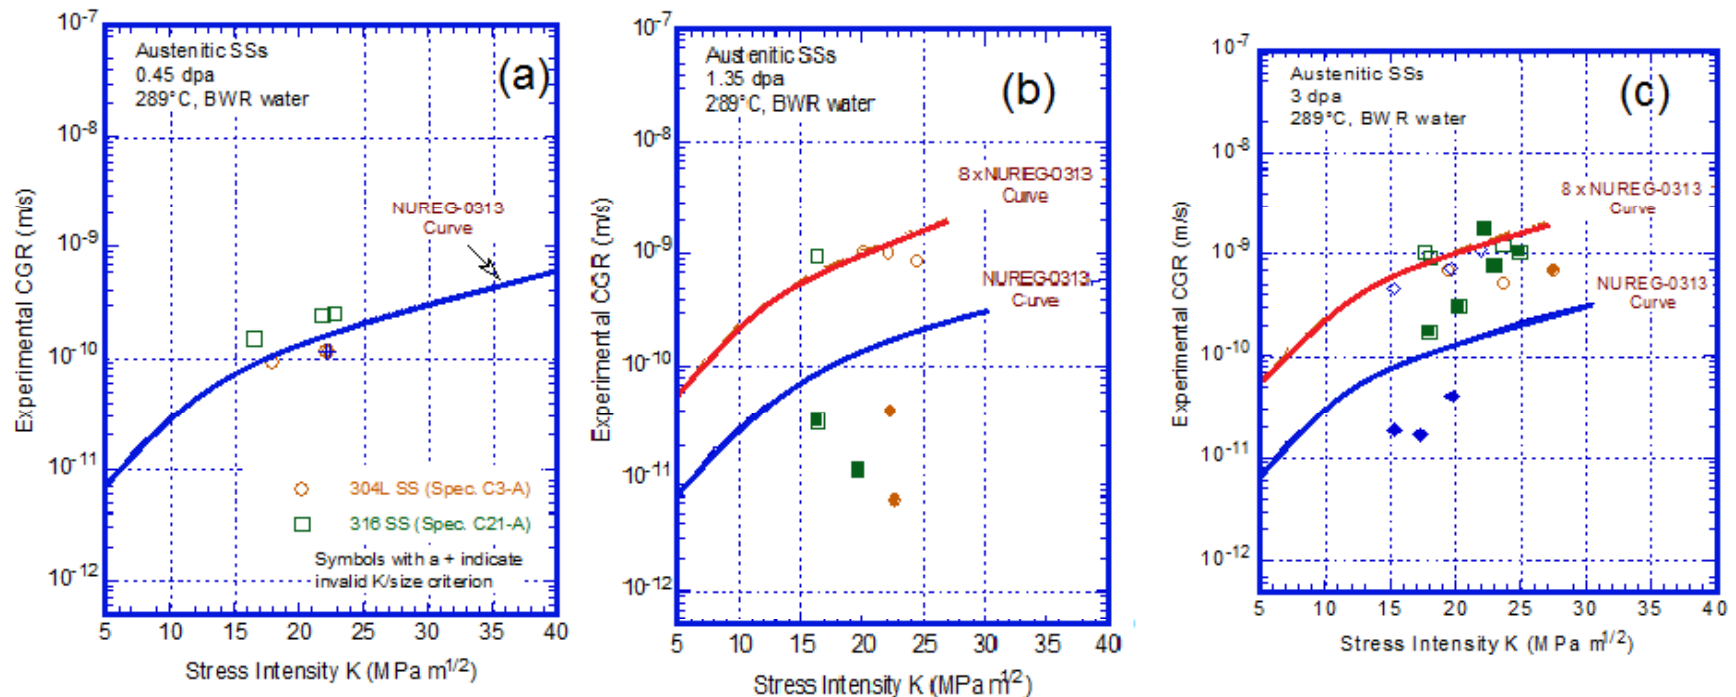 10⁻⁷
10⁻⁸
10⁻⁹
10⁻¹⁰
10⁻¹¹
10⁻¹²
Experimental CGR (m/s)
Austenitic SSs
0.45 dpa
289°C, BWR water
(a)
NUREG-0313
Curve
304L SS (Spec. C3-A)
316 SS (Spec. C21-A)
Symbols with a + indicate
invalid K/size criterion
5 10 15 20 25 30 35 40
Stress Intensity K (MPa m^1/2)
10⁻⁷
10⁻⁸
10⁻⁹
10⁻¹⁰
10⁻¹¹
10⁻¹²
Experimental CGR (m/s)
Austenitic SSs
1.35 dpa
289°C, BWR water
(b)
8 x NUREG-0313
Curve
NUREG-0313
Curve
5 10 15 20 25 30 35 40
Stress Intensity K (MPa m^1/2)
10⁻⁷
10⁻⁸
10⁻⁹
10⁻¹⁰
10⁻¹¹
10⁻¹²
Experimental CGR (m/s)
Austenitic SSs
3 dpa
289°C, BWR water
(c)
8 x NUREG-0313
Curve
NUREG-0313
Curve
5 10 15 20 25 30 35 40
Stress Intensity K (MPa m^1/2)